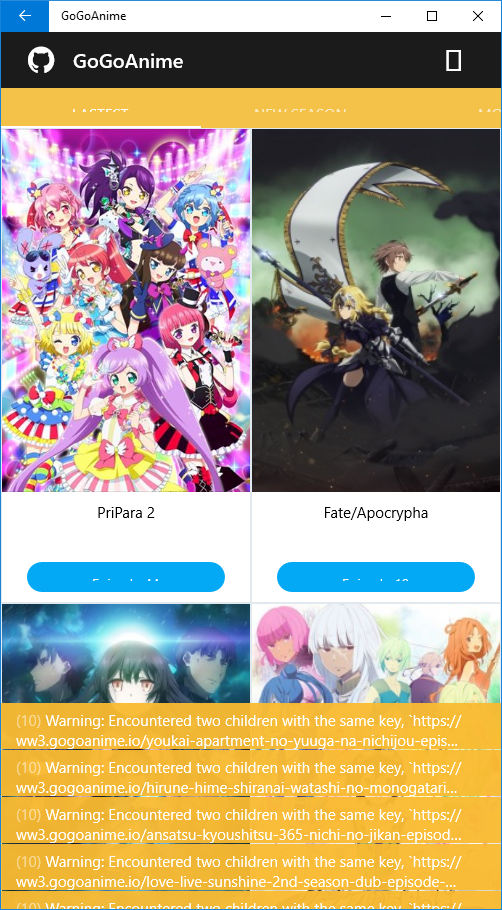 GoGoAnime
GoGoAnime
LASTEST
NEW SEASON
PriPara 2
Fate/Apocrypha
(10) Warning: Encountered two children with the same key, `https://
ww3.gogoanime.io/youkai-apartment-no-yuuga-na-nichijou-epis...
(10) Warning: Encountered two children with the same key, `https://
ww3.gogoanime.io/hirune-hime-shiranai-watashi-no-monogatari...
(10) Warning: Encountered two children with the same key, `https://
ww3.gogoanime.io/ansatsu-kyoushitsu-365-nichi-no-jikan-episod...
(10) Warning: Encountered two children with the same key, `https://
ww3.gogoanime.io/love-live-sunshine-2nd-season-dub-episode-...
(10) Warning: Encountered two children with the same key, `https://